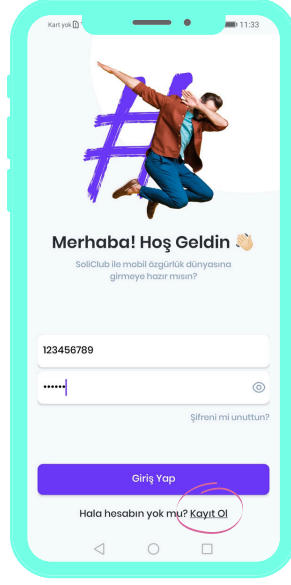 Kart yok
11:33
Merhaba! Hoş Geldin 👋🏻
SoliClub ile mobil özgürlük dünyasına
girmeye hazır mısın?
123456789
••••••
Şifreni mi unuttun?
Giriş Yap
Hala hesabın yok mu? Kayıt Ol